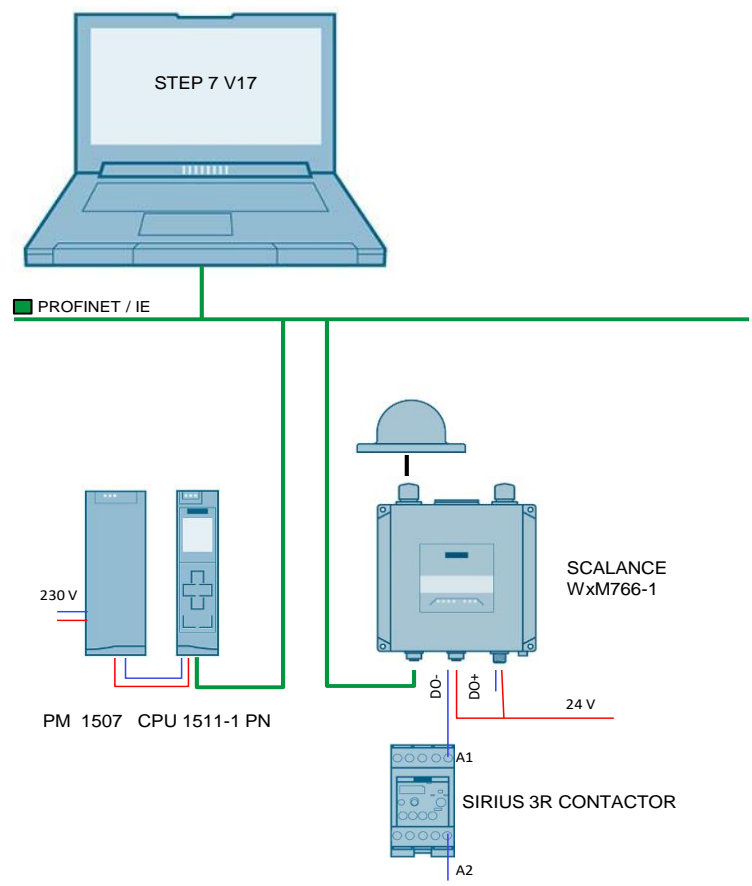 STEP 7 V17
PROFINET / IE
SCALANCE
WxM766-1
230 V
DO-
DO+
24 V
PM 1507 CPU 1511-1 PN
A1
SIRIUS 3R CONTACTOR
A2